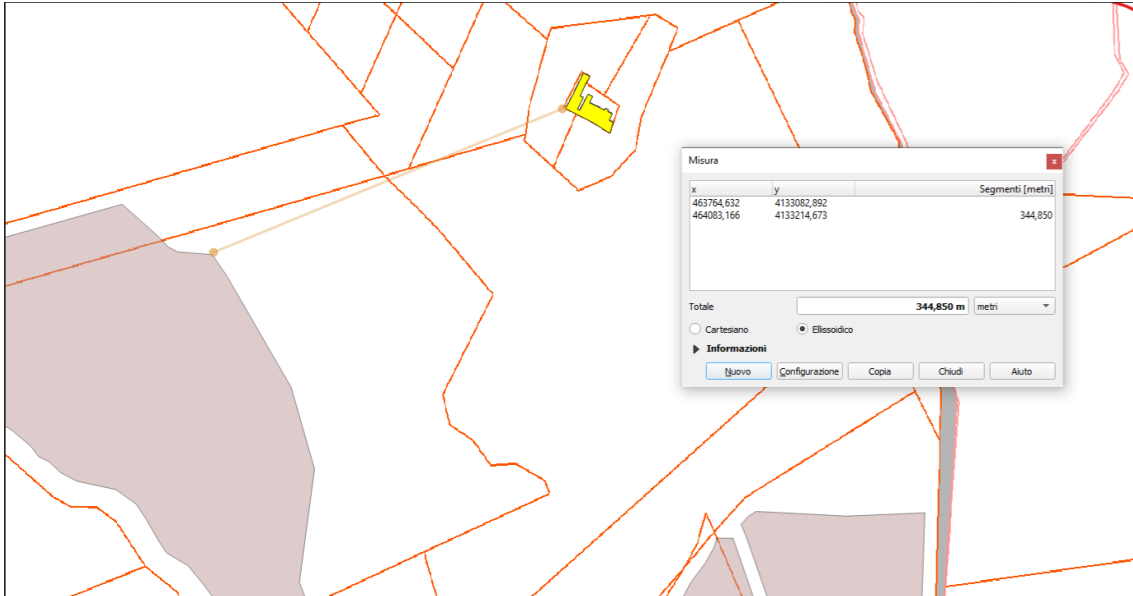 Misura
x
x y Segmenti [metri]
463764,632 4133082,892
464083,166 4133214,673 344,850
Totale 344,850 m metri
Cartesiano Ellissoidico
Informazioni
Nuovo Configurazione Copia Chiudi Aiuto